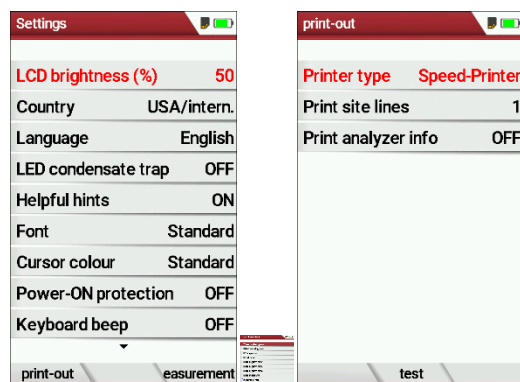 Settings
LCD brightness (%) 50
Country USA/intern.
Language English
LED condensate trap OFF
Helpful hints ON
Font Standard
Cursor colour Standard
Power-ON protection OFF
Keyboard beep OFF
print-out easurement
print-out
Printer type Speed-Printer
Print site lines 1
Print analyzer info OFF
test